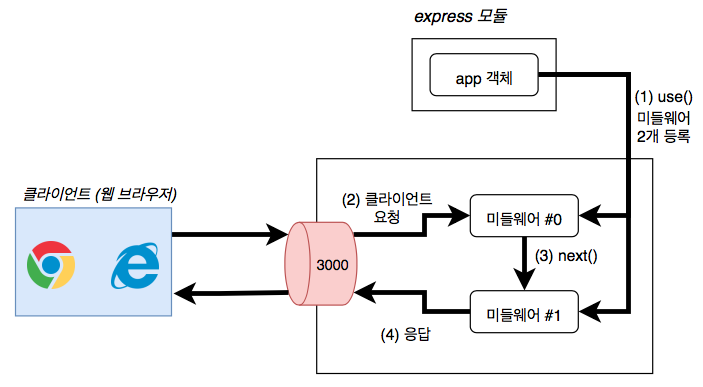 express 모듈
app 객체
(1) use()
미들웨어
2개 등록
클라이언트 (웹 브라우저)
(2) 클라이언트
요청
미들웨어 #0
3000
(3) next()
미들웨어 #1
(4) 응답